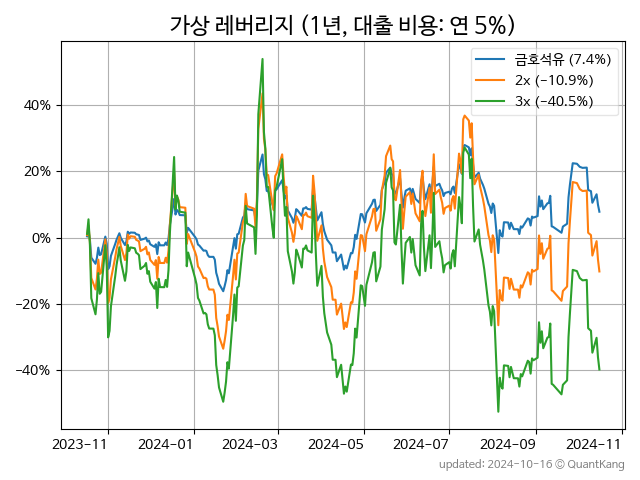 가상 레버리지 (1년, 대출 비용: 연 5%)
금호석유 (7.4%)
2x (−10.9%)
3x (−40.5%)
40%
20%
0%
−20%
−40%
2023-11 2024-01 2024-03 2024-05 2024-07 2024-09 2024-11
updated: 2024-10-16 © QuantKang